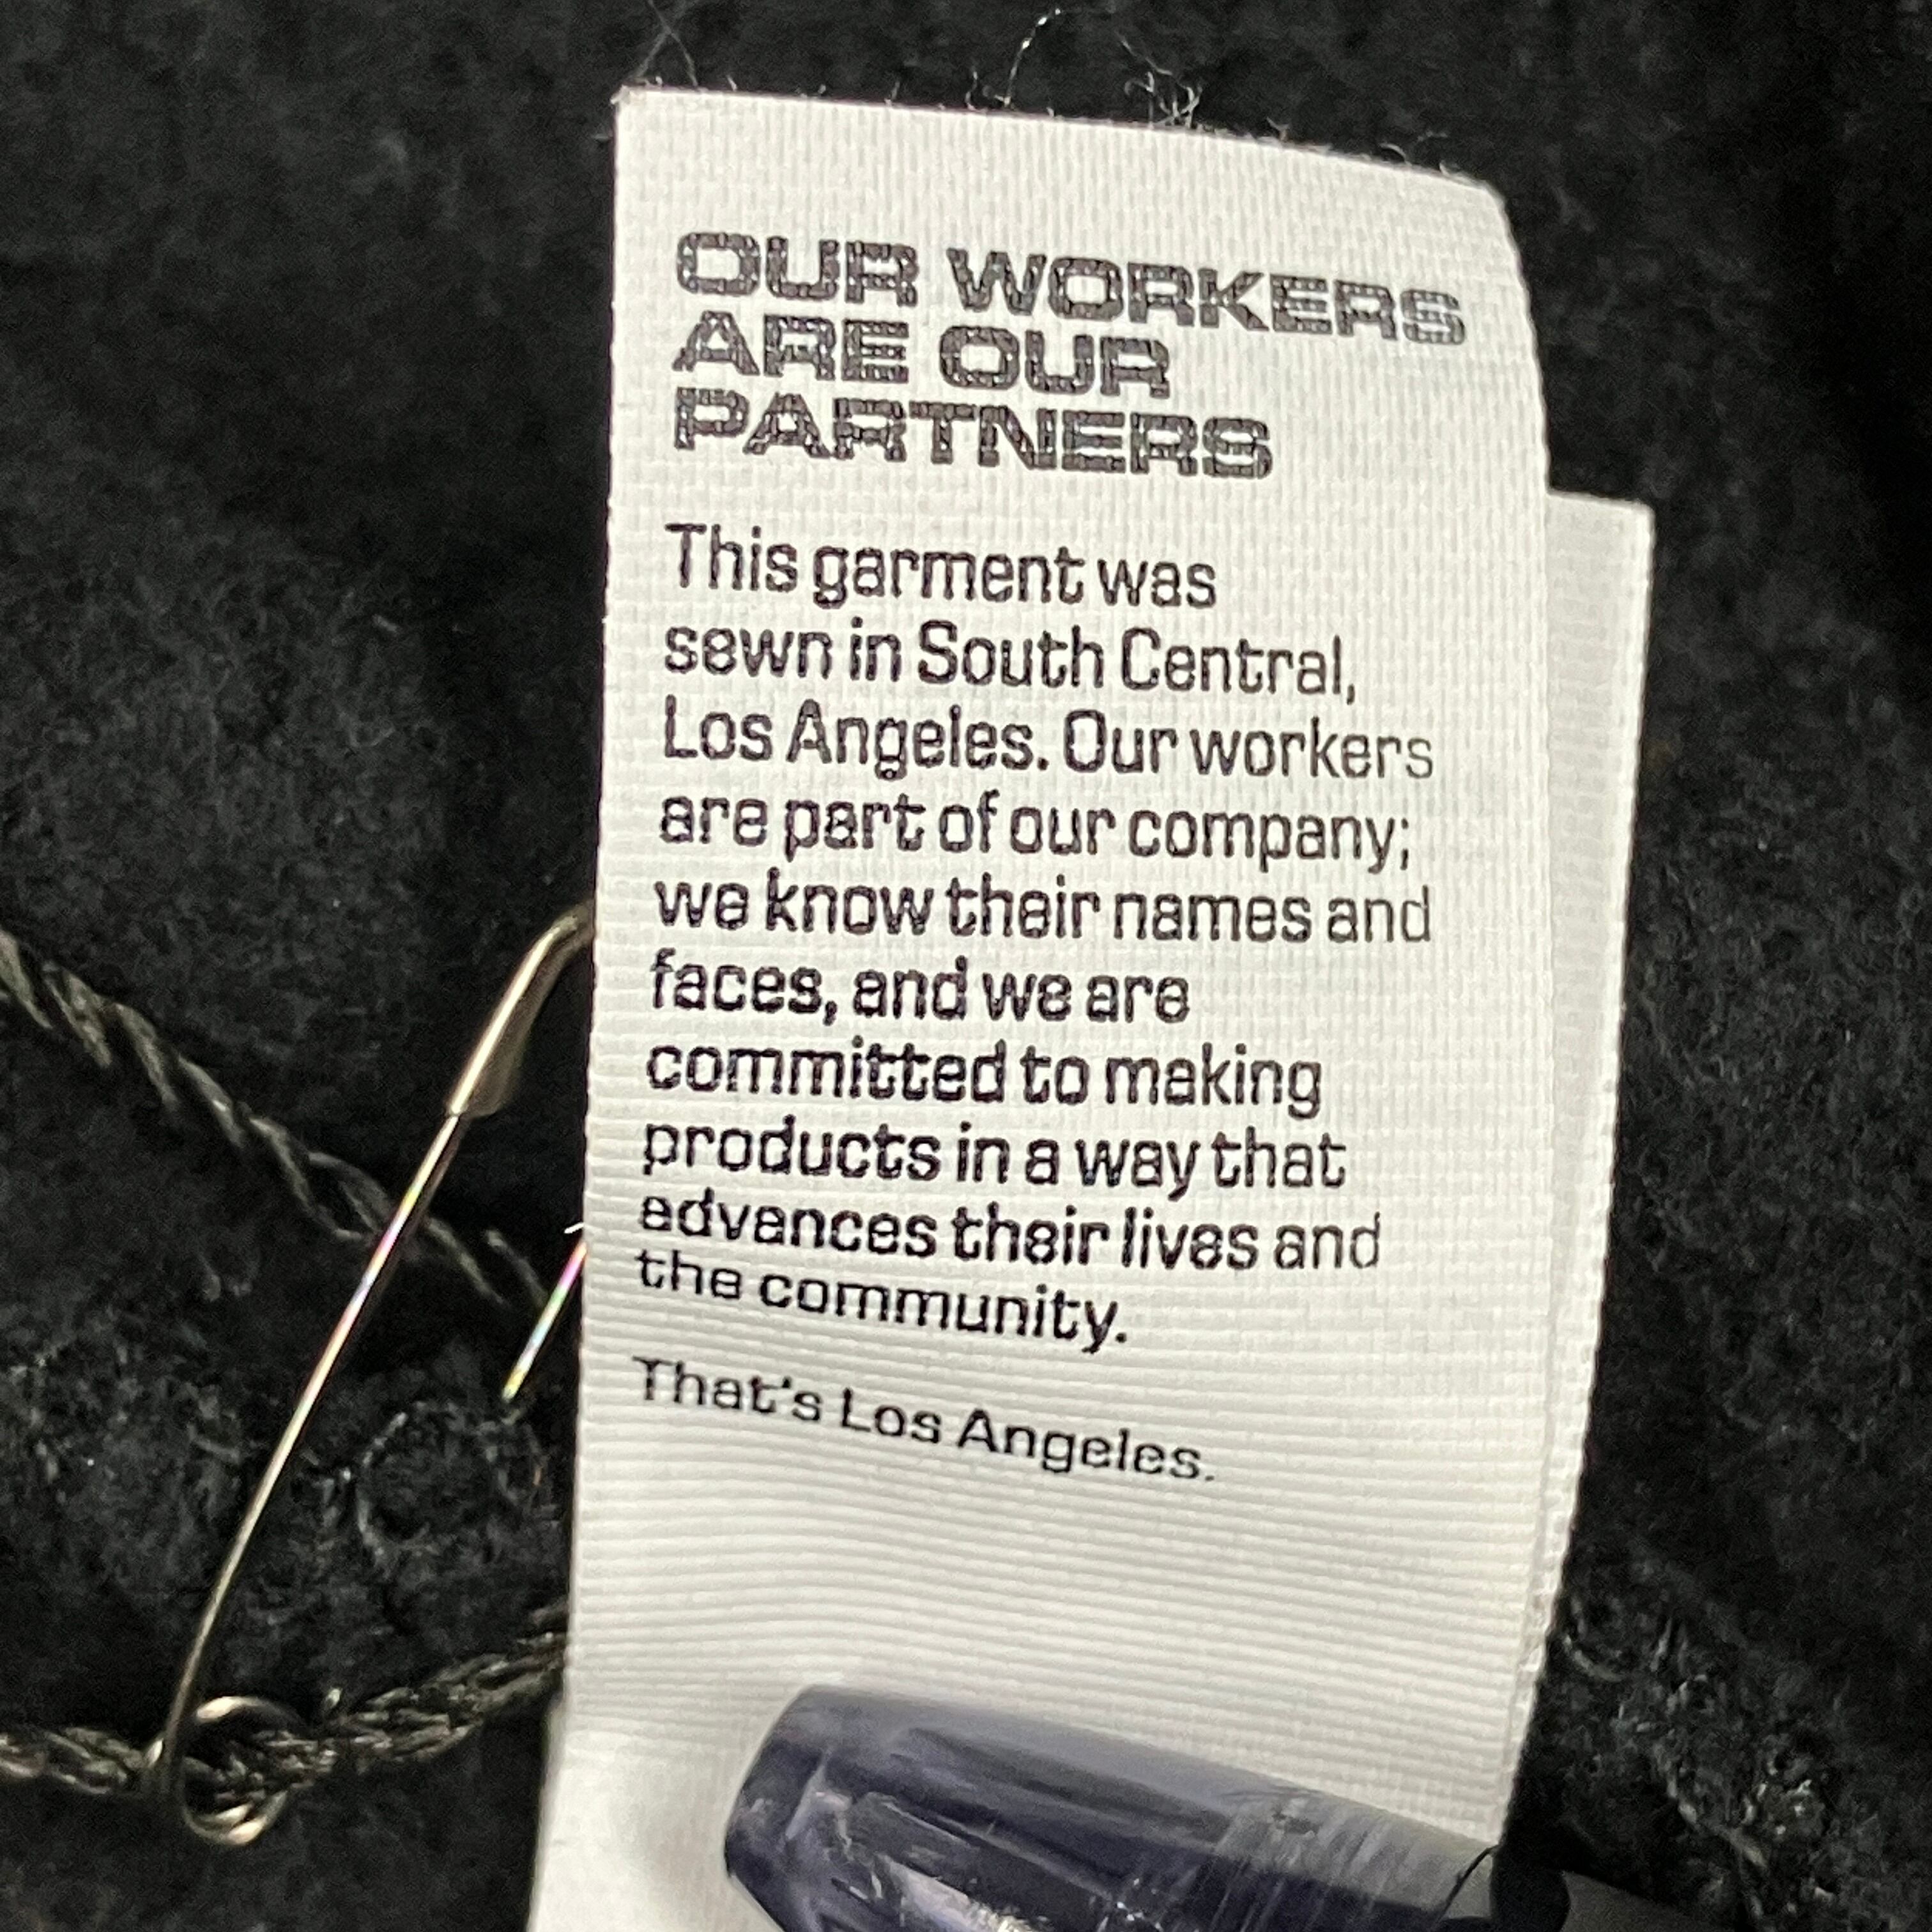 OUR WORKERS
ARE OUR
PARTNERS
This garment was
sewn in South Central,
Los Angeles. Our workers
are part of our company;
we know their names and
faces, and we are
committed to making
products in a way that
advances their lives and
the community.
That's Los Angeles.